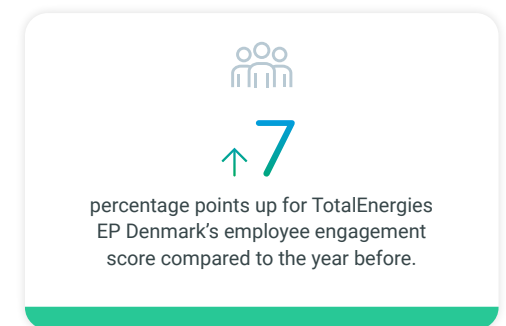 ↑ 7
percentage points up for TotalEnergies
EP Denmark’s employee engagement
score compared to the year before.